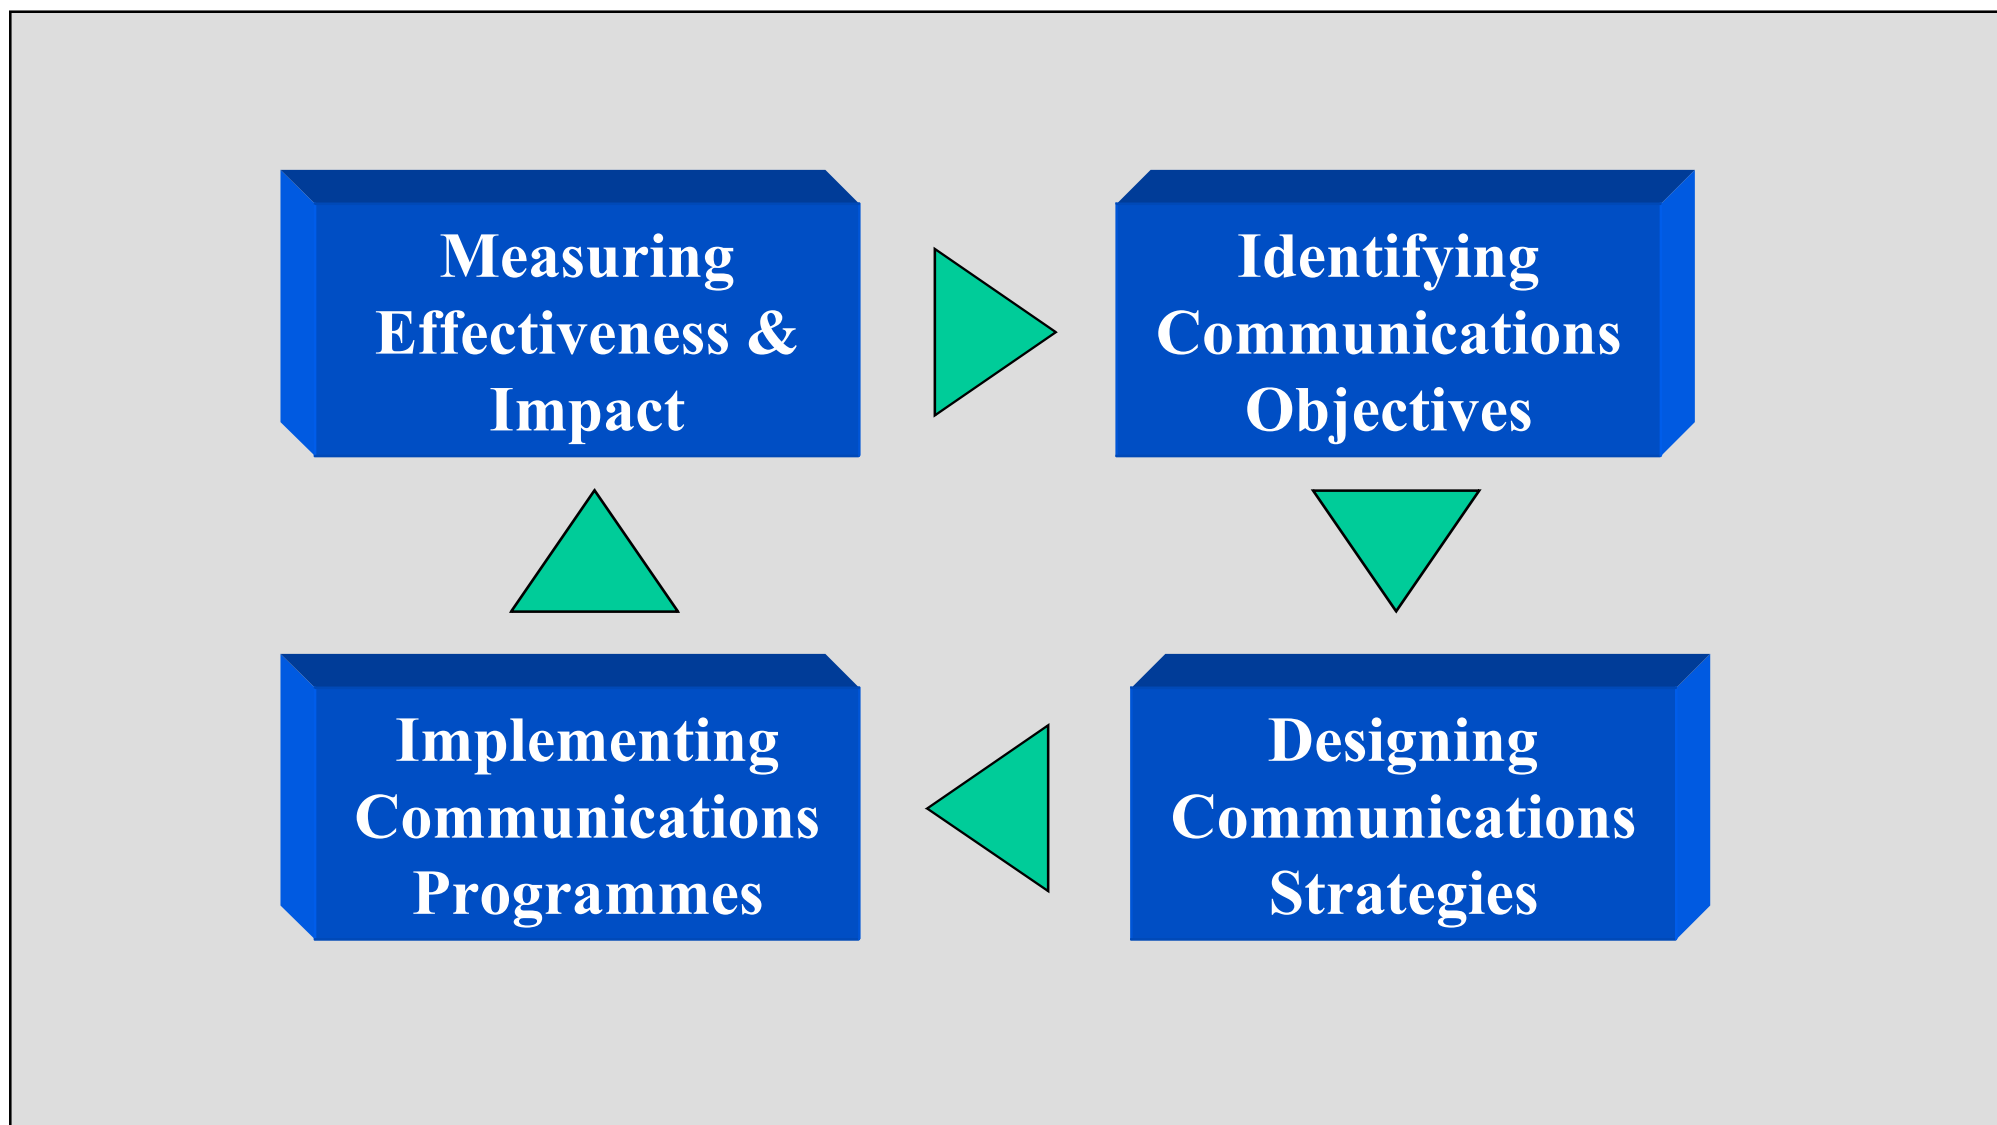 Measuring
Effectiveness &
Impact
Identifying
Communications
Objectives
Implementing
Communications
Programmes
Designing
Communications
Strategies